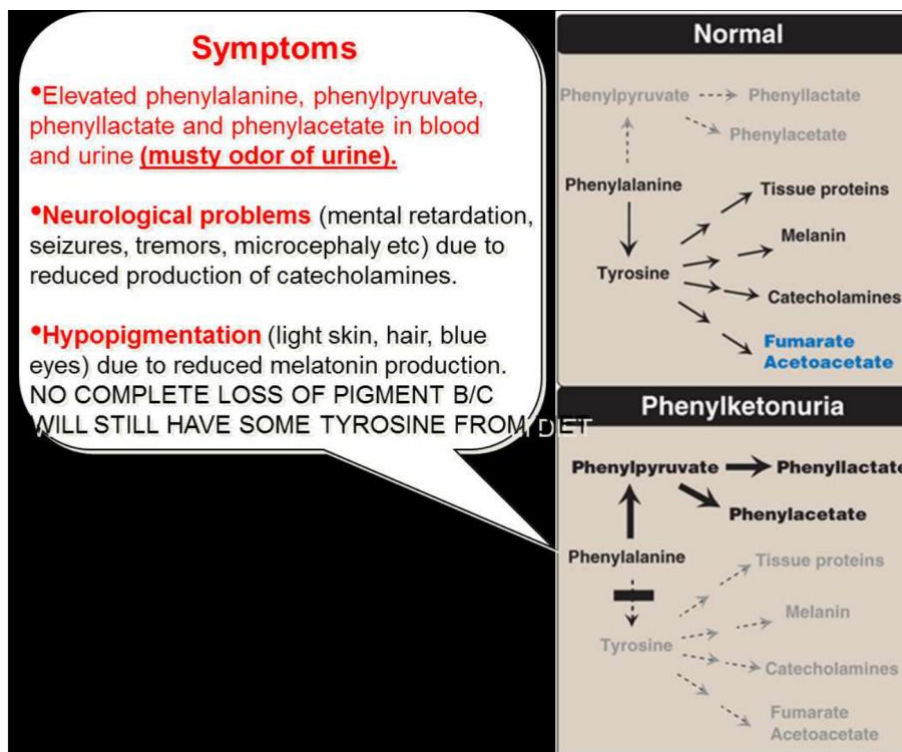 Symptoms
•Elevated phenylalanine, phenylpyruvate,
phenyllactate and phenylacetate in blood
and urine (musty odor of urine).
•Neurological problems (mental retardation,
seizures, tremors, microcephaly etc) due to
reduced production of catecholamines.
•Hypopigmentation (light skin, hair, blue
eyes) due to reduced melatonin production.
NO COMPLETE LOSS OF PIGMENT B/C
WILL STILL HAVE SOME TYROSINE FROM DET
Normal
Phenylpyruvate
Phenyllactate
Phenylacetate
Phenylalanine
Tissue proteins
Melanin
Tyrosine
Catecholamines
Fumarate
Acetoacetate
Phenylketonuria
Phenylpyruvate
Phenyllactate
Phenylacetate
Phenylalanine
Tissue proteins
Melanin
Tyrosine
Catecholamines
Fumarate
Acetoacetate